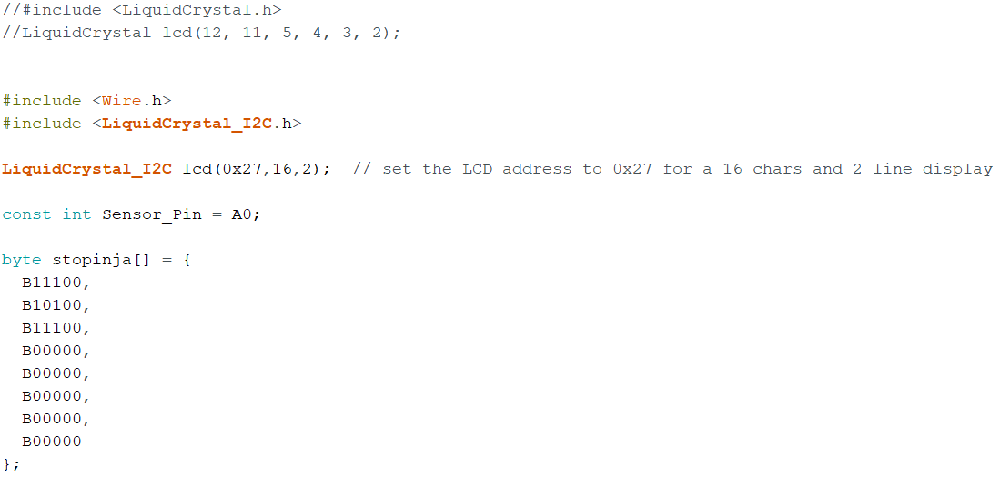 //#include <LiquidCrystal.h>
//LiquidCrystal lcd(12, 11, 5, 4, 3, 2);
#include <Wire.h>
#include <LiquidCrystal_I2C.h>
LiquidCrystal_I2C lcd(0x27,16,2);  // set the LCD address to 0x27 for a 16 chars and 2 line display
const int Sensor_Pin = A0;
byte stopinja[] = {
  B11100,
  B10100,
  B11100,
  B00000,
  B00000,
  B00000,
  B00000,
  B00000
};